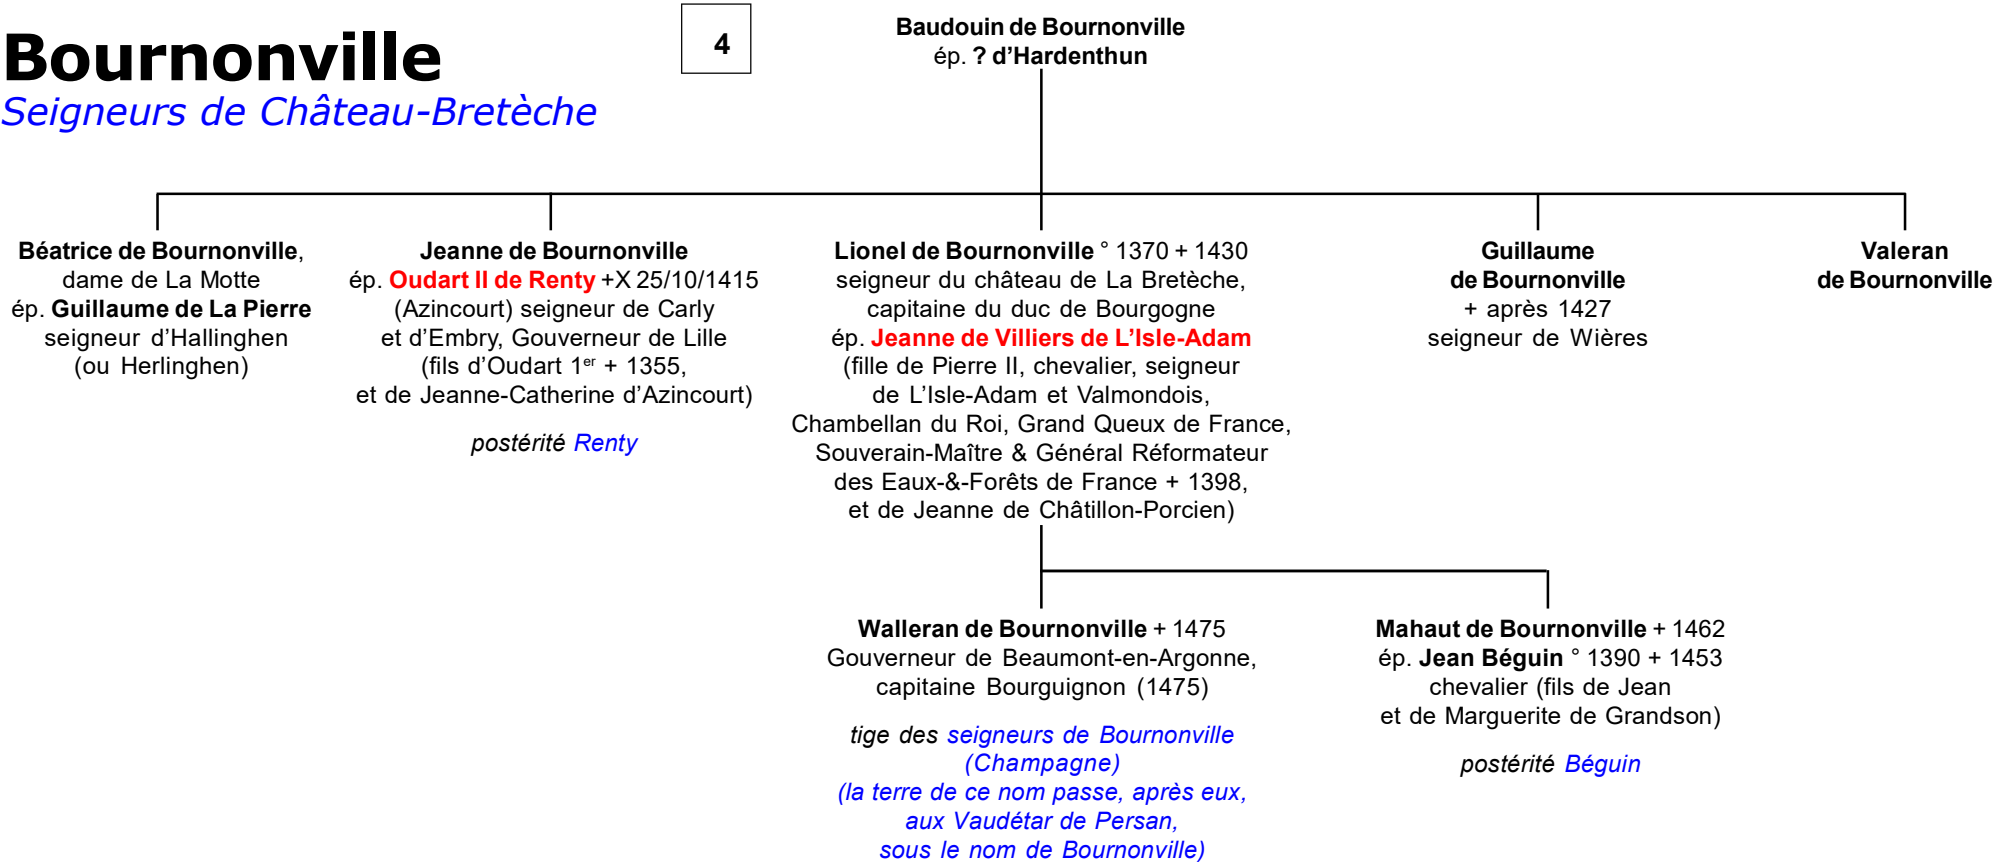 Bournonville
Seigneurs de Château-Bretèche
4
Baudouin de Bournonville
ép. ? d’Hardenthun
Béatrice de Bournonville,
dame de La Motte
ép. Guillaume de La Pierre
seigneur d’Hallinghen
(ou Herlinghen)
Jeanne de Bournonville
ép. Oudart II de Renty +X 25/10/1415
(Azincourt) seigneur de Carly
et d’Embry, Gouverneur de Lille
(fils d’Oudart 1er + 1355,
et de Jeanne-Catherine d’Azincourt)
postérité Renty
Lionel de Bournonville ° 1370 + 1430
seigneur du château de La Bretèche,
capitaine du duc de Bourgogne
ép. Jeanne de Villiers de L’Isle-Adam
(fille de Pierre II, chevalier, seigneur
de L’Isle-Adam et Valmondois,
Chambellan du Roi, Grand Queux de France,
Souverain-Maître & Général Réformateur
des Eaux-&-Forêts de France + 1398,
et de Jeanne de Châtillon-Porcien)
Guillaume
de Bournonville
+ après 1427
seigneur de Wières
Valeran
de Bournonville
Walleran de Bournonville + 1475
Gouverneur de Beaumont-en-Argonne,
capitaine Bourguignon (1475)
tige des seigneurs de Bournonville
(Champagne)
(la terre de ce nom passe, après eux,
aux Vaudétar de Persan,
sous le nom de Bournonville)
Mahaut de Bournonville + 1462
ép. Jean Béguin ° 1390 + 1453
chevalier (fils de Jean
et de Marguerite de Grandson)
postérité Béguin